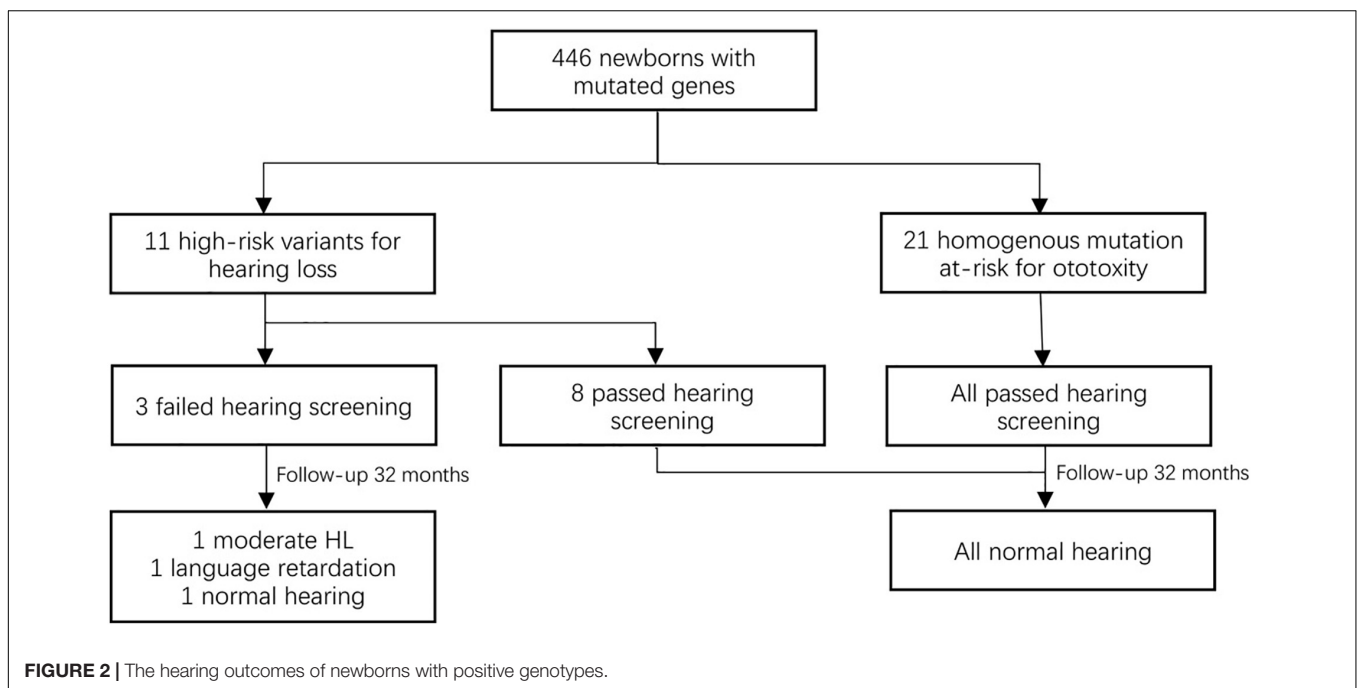 446 newborns with
mutated genes
11 high-risk variants for
hearing loss
21 homogenous mutation
at-risk for ototoxity
3 failed hearing screening
8 passed hearing
screening
All passed hearing
screening
Follow-up 32 months
Follow-up 32 months
1 moderate HL
1 language retardation
1 normal hearing
All normal hearing
FIGURE 2 | The hearing outcomes of newborns with positive genotypes.